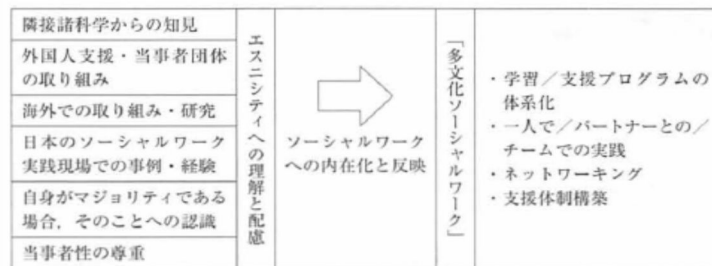 隣接諸科学からの知見
外国人支援・当事者団体
の取り組み
海外での取り組み・研究
日本のソーシャルワーク
実践現場での事例・経験
自身がマジョリティである
場合，そのことへの認識
当事者性の尊重
エスニシティへの理解と配慮
ソーシャルワーク
への内在化と反映
「多文化ソーシャルワーク」
・学習／支援プログラムの
体系化
・一人で／パートナーとの／
チームでの実践
・ネットワーキング
・支援体制構築